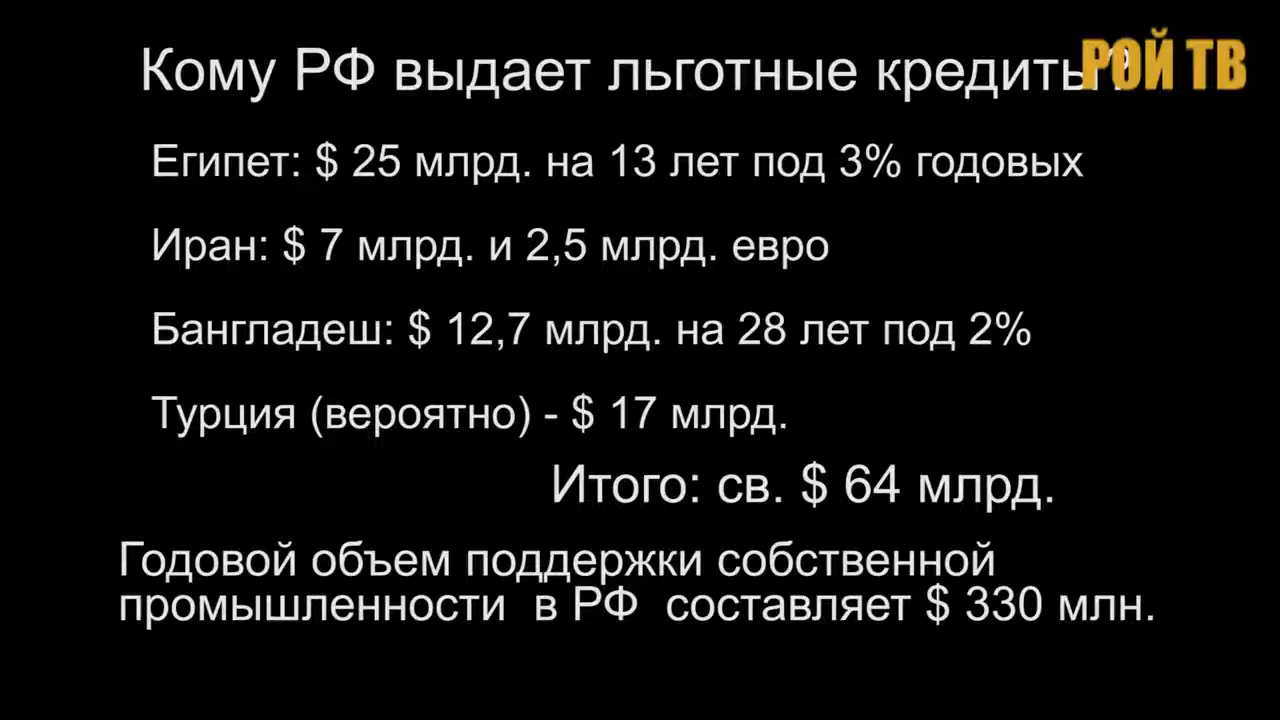 Кому РФ выдает льготные кредиты?
РОЙ ТВ
Египет: $ 25 млрд. на 13 лет под 3% годовых
Иран: $ 7 млрд. и 2,5 млрд. евро
Бангладеш: $ 12,7 млрд. на 28 лет под 2%
Турция (вероятно) - $ 17 млрд.
Итого: св. $ 64 млрд.
Годовой объем поддержки собственной
промышленности в РФ составляет $ 330 млн.